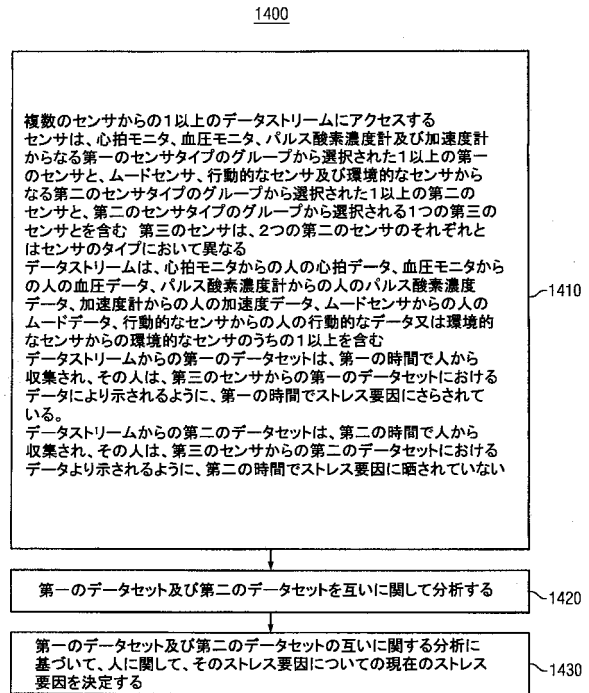 1400
複数のセンサからの1以上のデータストリームにアクセスする
センサは、心拍モニタ、血圧モニタ、パルス酸素濃度計及び加速度計
からなる第一のセンサタイプのグループから選択された1以上の第一
のセンサと、ムードセンサ、行動的なセンサ及び環境的なセンサから
なる第二のセンサタイプのグループから選択された1以上の第二の
センサと、第二のセンサタイプのグループから選択される1つの第三の
センサとを含む 第三のセンサは、2つの第二のセンサのそれぞれと
はセンサのタイプにおいて異なる
データストリームは、心拍モニタからの人の心拍データ、血圧モニタから
の人の血圧データ、パルス酸素濃度計からの人のパルス酸素濃度
データ、加速度計からの人の加速度データ、ムードセンサからの人の
ムードデータ、行動的なセンサからの人の行動的なデータ又は環境的
なセンサからの環境的なセンサのうちの1以上を含む
データストリームからの第一のデータセットは、第一の時間で人から
収集され、その人は、第三のセンサからの第一のデータセットにおける
データにより示されるように、第一の時間でストレス要因にさらされて
いる。
データストリームからの第二のデータセットは、第二の時間で人から
収集され、その人は、第三のセンサからの第二のデータセットにおける
データより示されるように、第二の時間でストレス要因に晒されていない
1410
第一のデータセット及び第二のデータセットを互いに関して分析する
1420
第一のデータセット及び第二のデータセットの互いに関する分析に
基づいて、人に関して、そのストレス要因についての現在のストレス
要因を決定する
1430